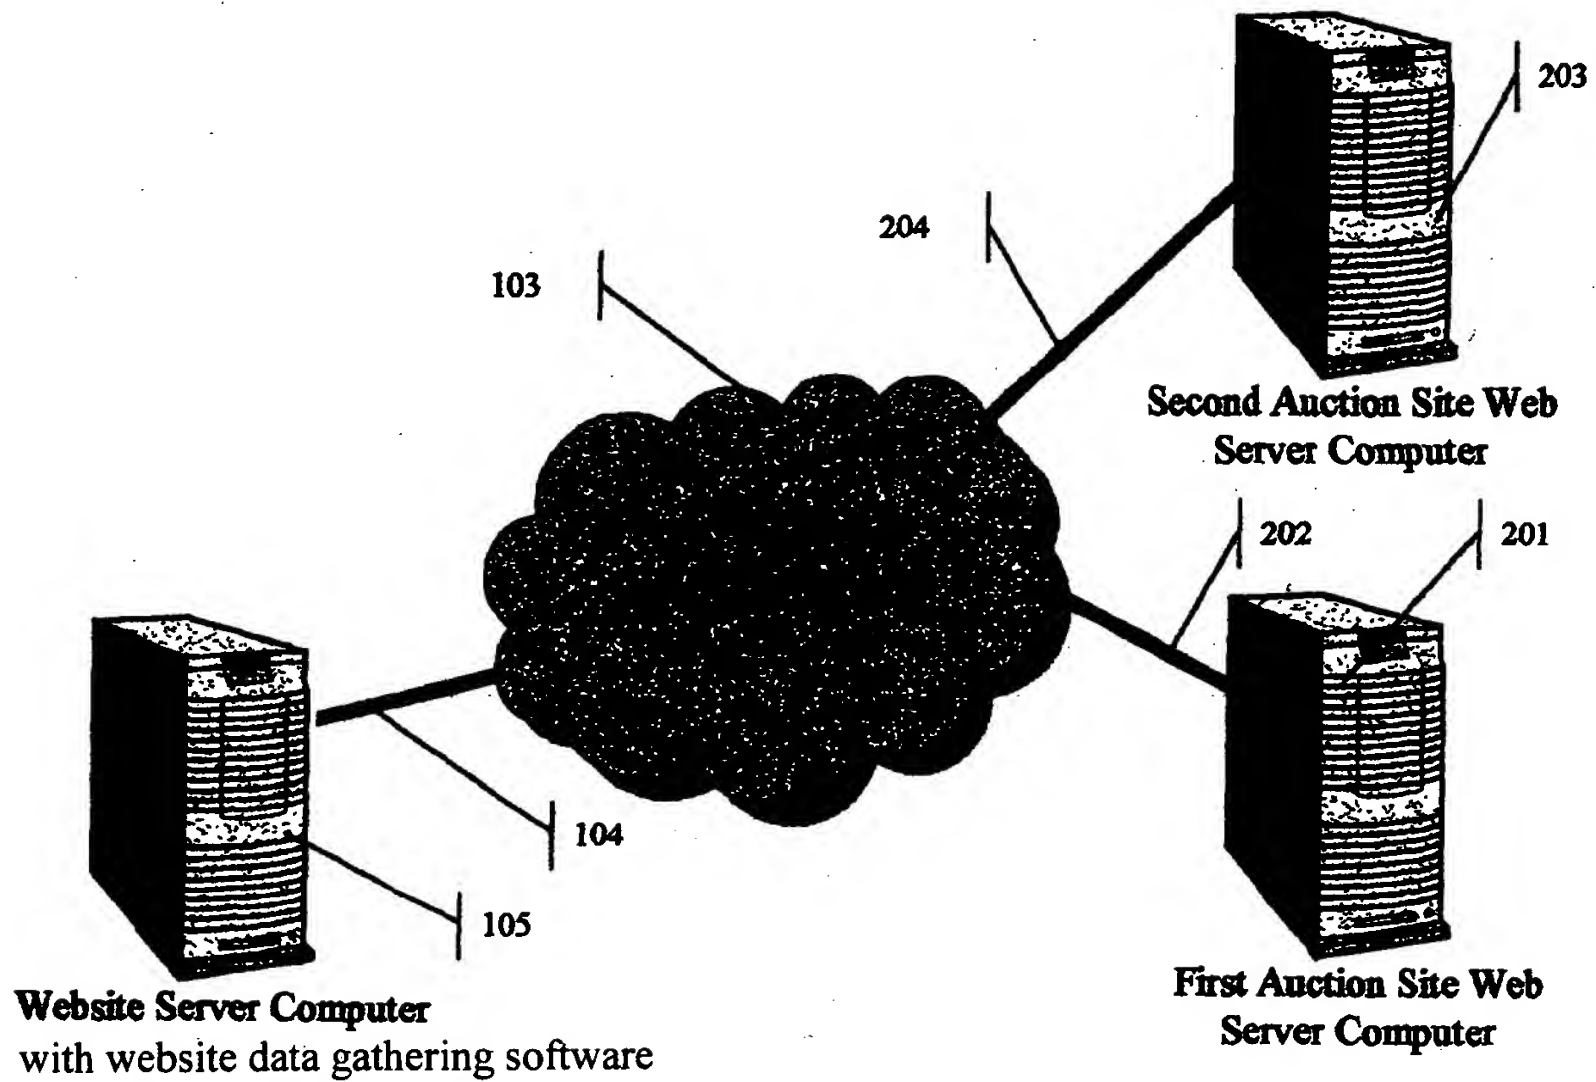 203
204
103
Second Auction Site Web
Server Computer
202
201
104
105
First Auction Site Web
Server Computer
Website Server Computer
with website data gathering software